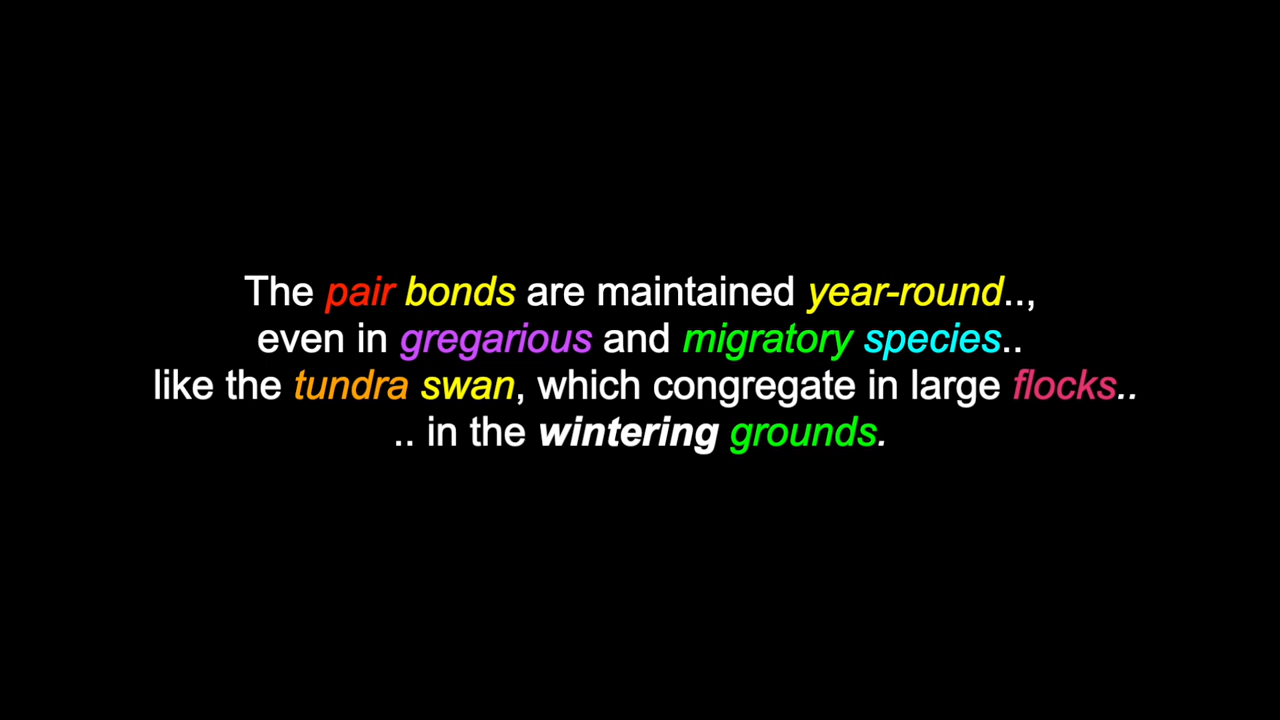 The pair bonds are maintained year-round..,
even in gregarious and migratory species..
like the tundra swan, which congregate in large flocks..
.. in the wintering grounds.